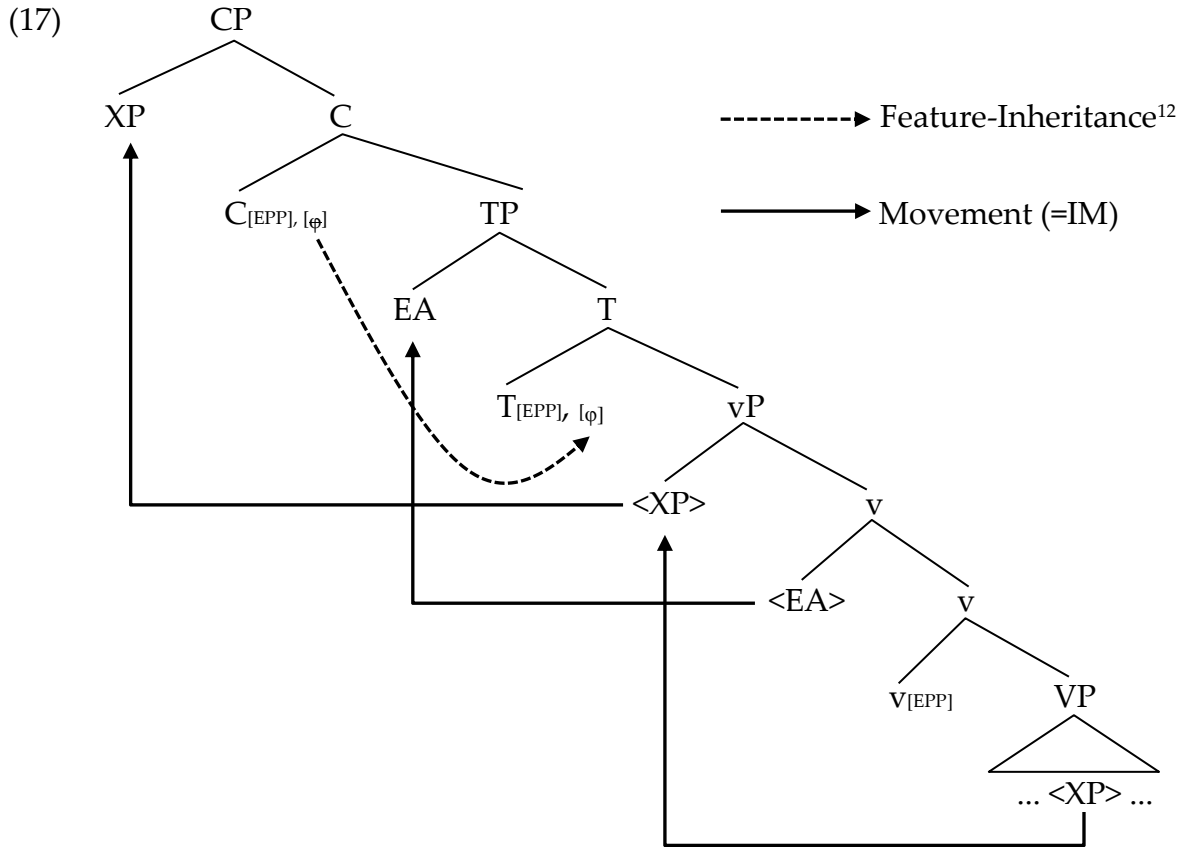 (17) CP
XP C
Feature-Inheritance¹²
C[EPP], [φ] TP
Movement (=IM)
EA T
T[EPP], [φ] vP
<XP> v
<EA> v
v[EPP] VP
... <XP> ...